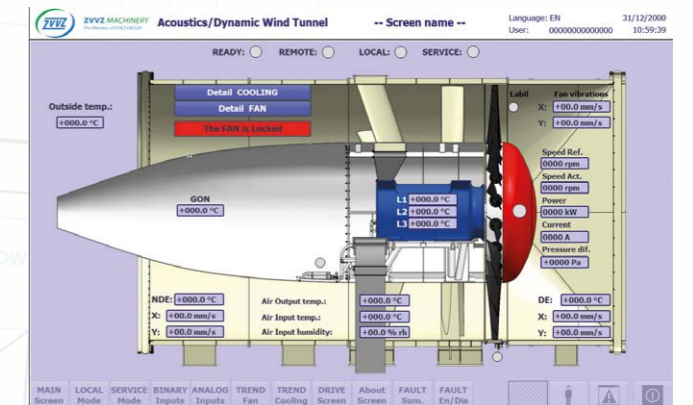 ZVVZ ZVVZ MACHINERY Acoustics/Dynamic Wind Tunnel -- Screen name -- Language: EN 31/12/2000
User: 0000000000000 10:59:39
READY: REMOTE: LOCAL: SERVICE:
Detail COOLING
Detail FAN
The FAN is Locked
Outside temp.:
+000.0 °C
Labil Fan vibrations
X: +00.0 mm/s
Y: +00.0 mm/s
Speed Ref.
0000 rpm
Speed Act.
0000 rpm
Power
0000 kW
Current
0000 A
Pressure dif.
+0000 Pa
GON
+000.0 °C
L1 +000.0 °C
L2 +000.0 °C
L3 +000.0 °C
NDE: +000.0 °C
X: +00.0 mm/s
Y: +00.0 mm/s
Air Output temp.: +000.0 °C
Air Input temp.: +000.0 °C
Air Input humidity: +00.0 % rh
DE: +000.0 °C
X: +00.0 mm/s
Y: +00.0 mm/s
MAIN LOCAL SERVICE BINARY ANALOG TREND TREND DRIVE About FAULT FAULT
Screen Mode Mode Inputs Inputs Fan Cooling Screen Screen Sum. En/Dis